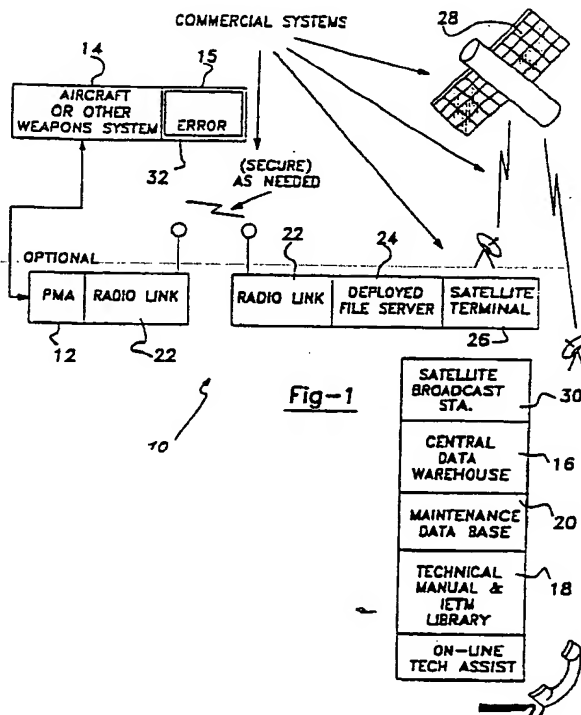 COMMERCIAL SYSTEMS
28
14
15
AIRCRAFT
OR OTHER
WEAPONS SYSTEM
ERROR
32
(SECURE)
AS NEEDED
OPTIONAL
22
24
PMA
RADIO LINK
RADIO LINK
DEPLOYED
FILE SERVER
SATELLITE
TERMINAL
12
22
26
Fig-1
10
SATELLITE
BROADCAST
STA.
30
CENTRAL
DATA
WAREHOUSE
16
MAINTENANCE
DATA BASE
20
TECHNICAL
MANUAL &
IETM
LIBRARY
18
ON-LINE
TECH ASSIST